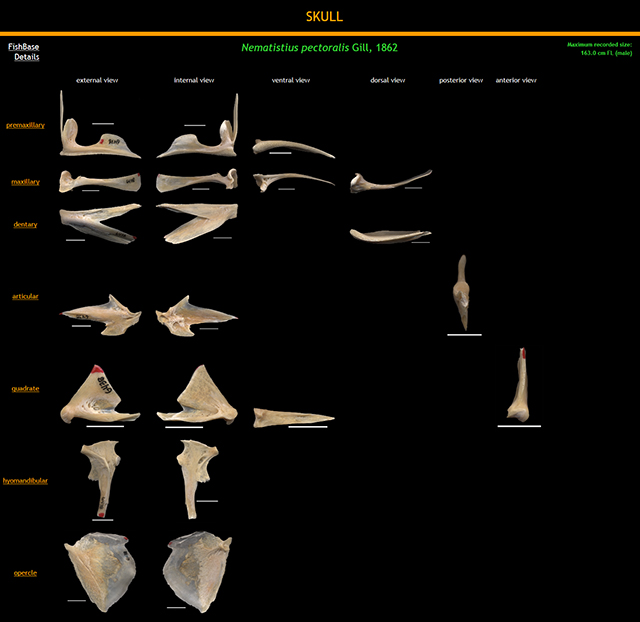 SKULL
FishBase
Details
Nematistius pectoralis Gill, 1862
Maximum recorded size:
163.0 cm FL (male)
external view
internal view
ventral view
dorsal view
posterior view
anterior view
premaxillary
maxillary
dentary
articular
quadrate
hyomandibular
opercle